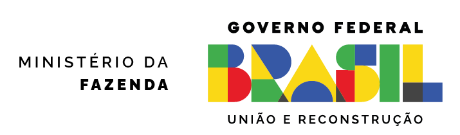 MINISTÉRIO DA
FAZENDA
GOVERNO FEDERAL
BRASIL
UNIÃO E RECONSTRUÇÃO